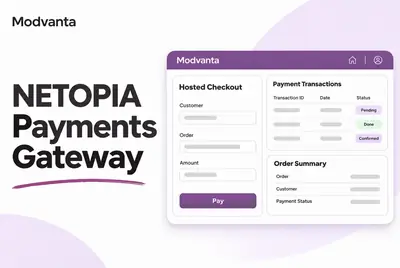 Modvanta
NETOPIA
Payments
Gateway
Modvanta
Hosted Checkout
Customer
Order
Amount
Pay
Payment Transactions
Transaction ID Date Status
Pending
Done
Confirmed
Order Summary
Order
Customer
Payment Status